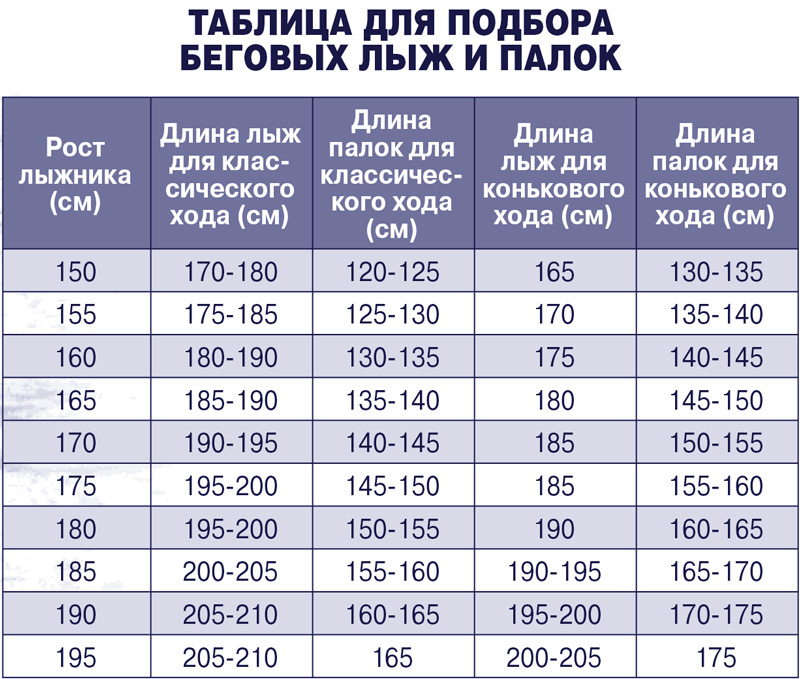 ТАБЛИЦА ДЛЯ ПОДБОРА
БЕГОВЫХ ЛЫЖ И ПАЛОК
Рост
лыжника
(см)
Длина лыж
для клас-
сического
хода (см)
Длина
палок для
классичес-
кого хода
(см)
Длина
лыж для
конькового
хода (см)
Длина
палок для
конькового
хода (см)
150 170-180 120-125 165 130-135
155 175-185 125-130 170 135-140
160 180-190 130-135 175 140-145
165 185-190 135-140 180 145-150
170 190-195 140-145 185 150-155
175 195-200 145-150 185 155-160
180 195-200 150-155 190 160-165
185 200-205 155-160 190-195 165-170
190 205-210 160-165 195-200 170-175
195 205-210 165 200-205 175